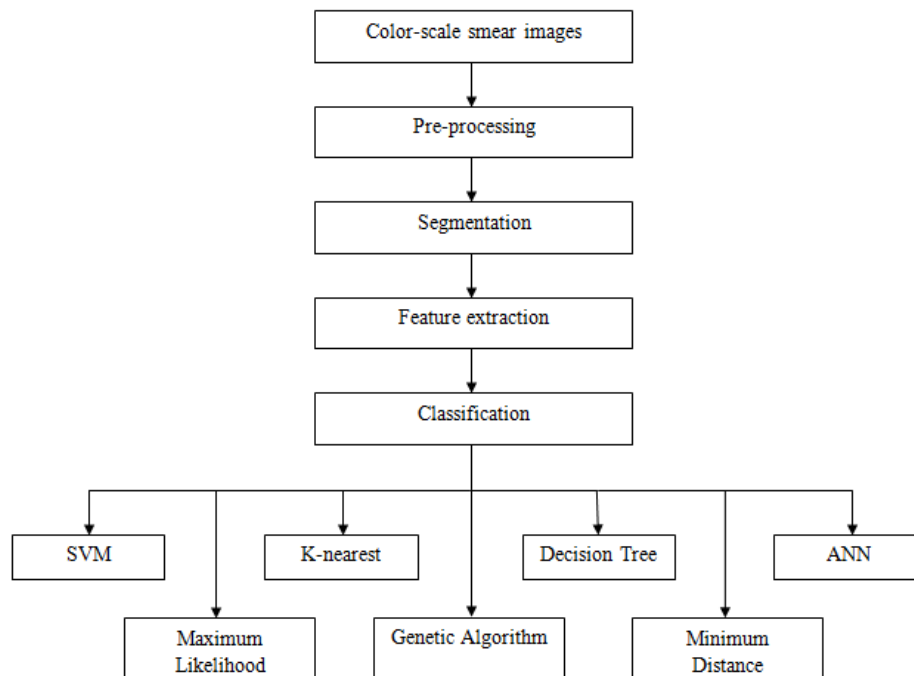 Color-scale smear images
Pre-processing
Segmentation
Feature extraction
Classification
SVM
K-nearest
Decision Tree
ANN
Maximum
Likelihood
Genetic Algorithm
Minimum
Distance